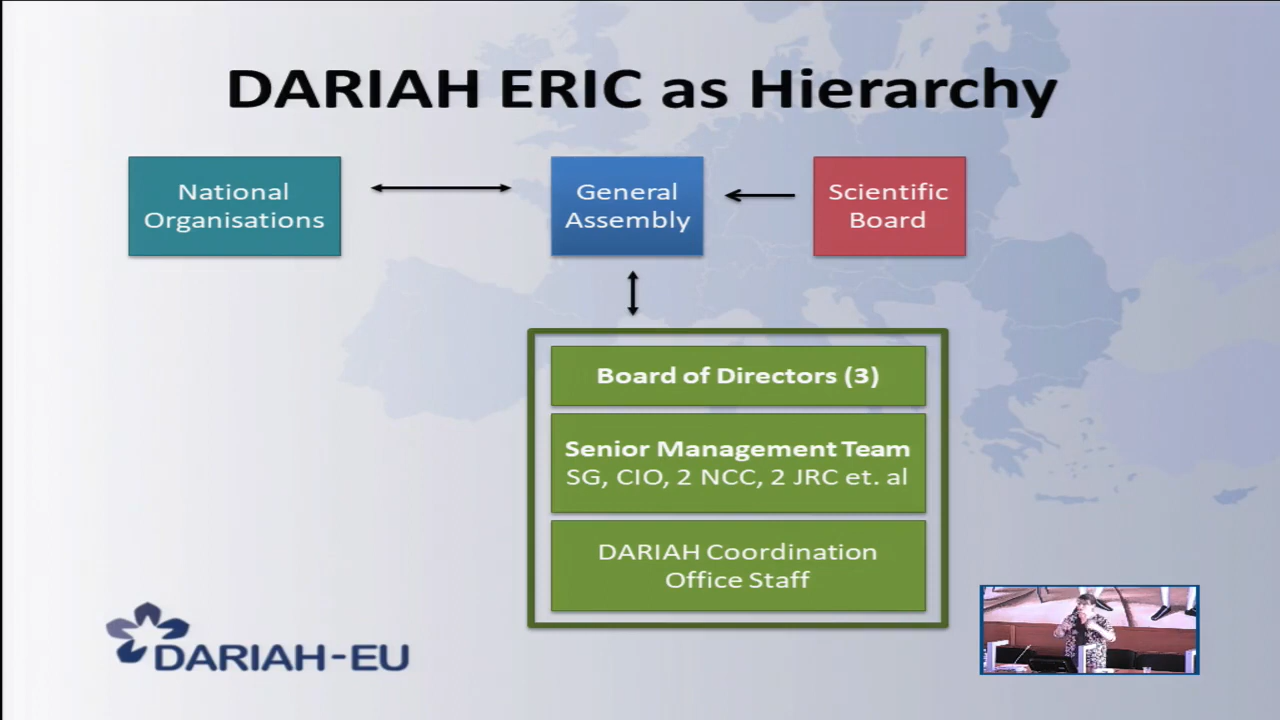 DARIAH ERIC as Hierarchy
National
Organisations
General
Assembly
Scientific
Board
Board of Directors (3)
Senior Management Team
SG, CIO, 2 NCC, 2 JRC et. al
DARIAH Coordination
Office Staff
DARIAH-EU